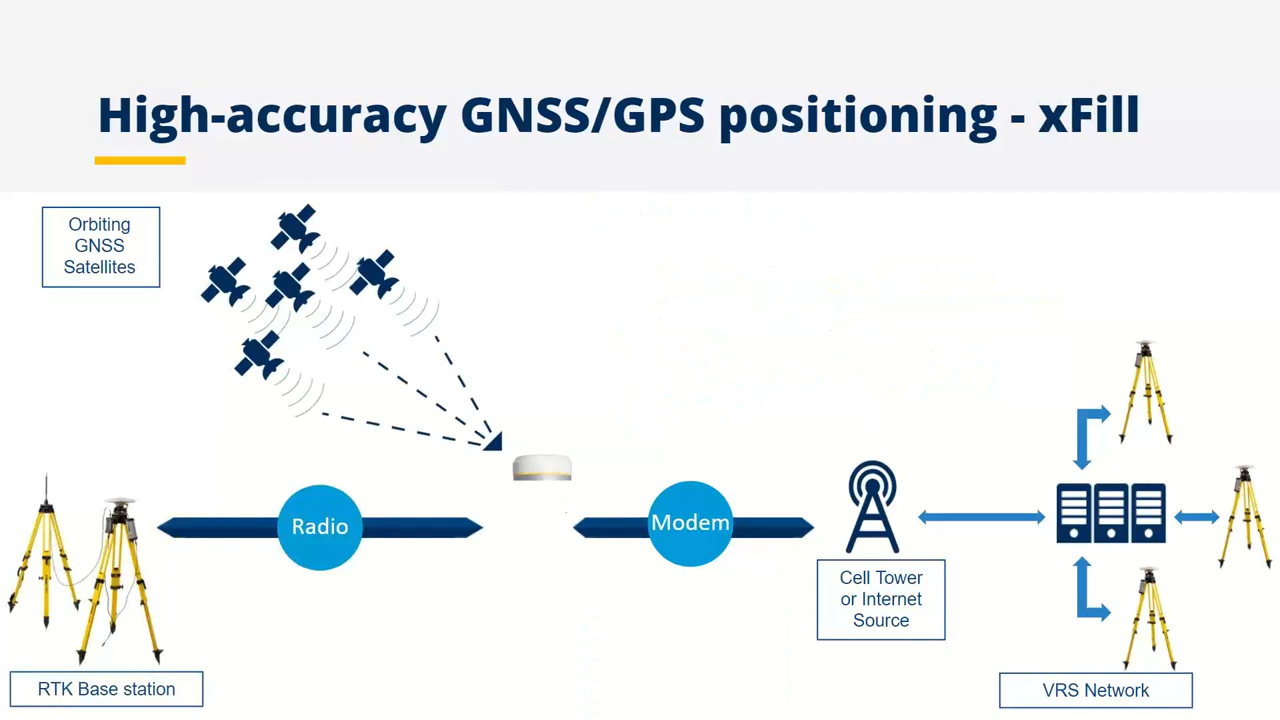 High-accuracy GNSS/GPS positioning - xFill
Orbiting
GNSS
Satellites
Radio
Modem
Cell Tower
or Internet
Source
RTK Base station
VRS Network